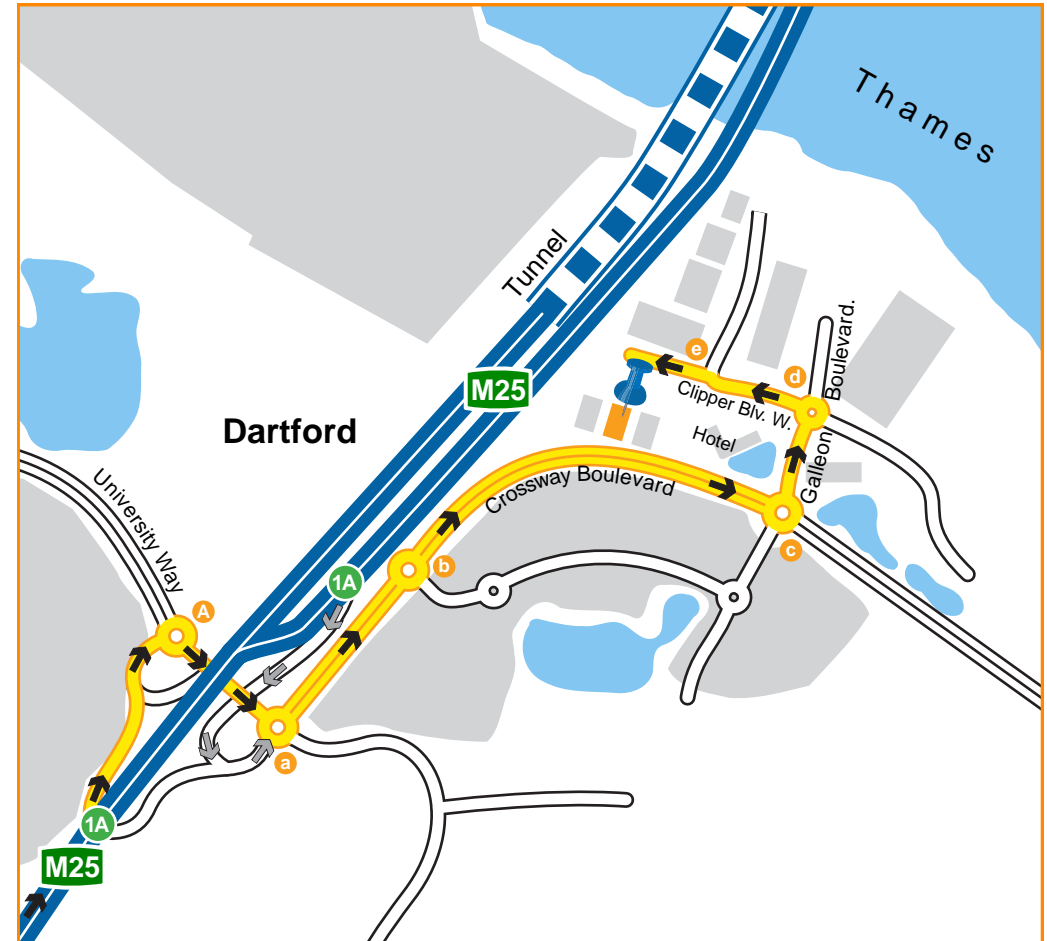 Thames
Tunnel
Boulevard.
e
d
M25
Clipper Blv. W.
Dartford
Hotel
Galleon
Crossway Boulevard
University Way
c
b
1A
A
a
1A
M25